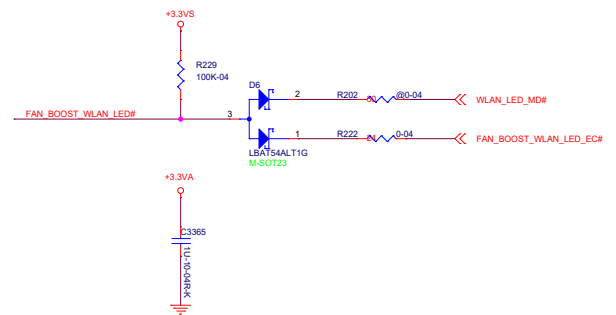 +3.3VS
R229
100K-04
D6
2
R202
@0-04
WLAN_LED_MD#
FAN_BOOST_WLAN_LED#
3
1
R222
0-04
FAN_BOOST_WLAN_LED_EC#
LBAT54ALT1G
M-SOT23
+3.3VA
C3365
1U-10-04R-K